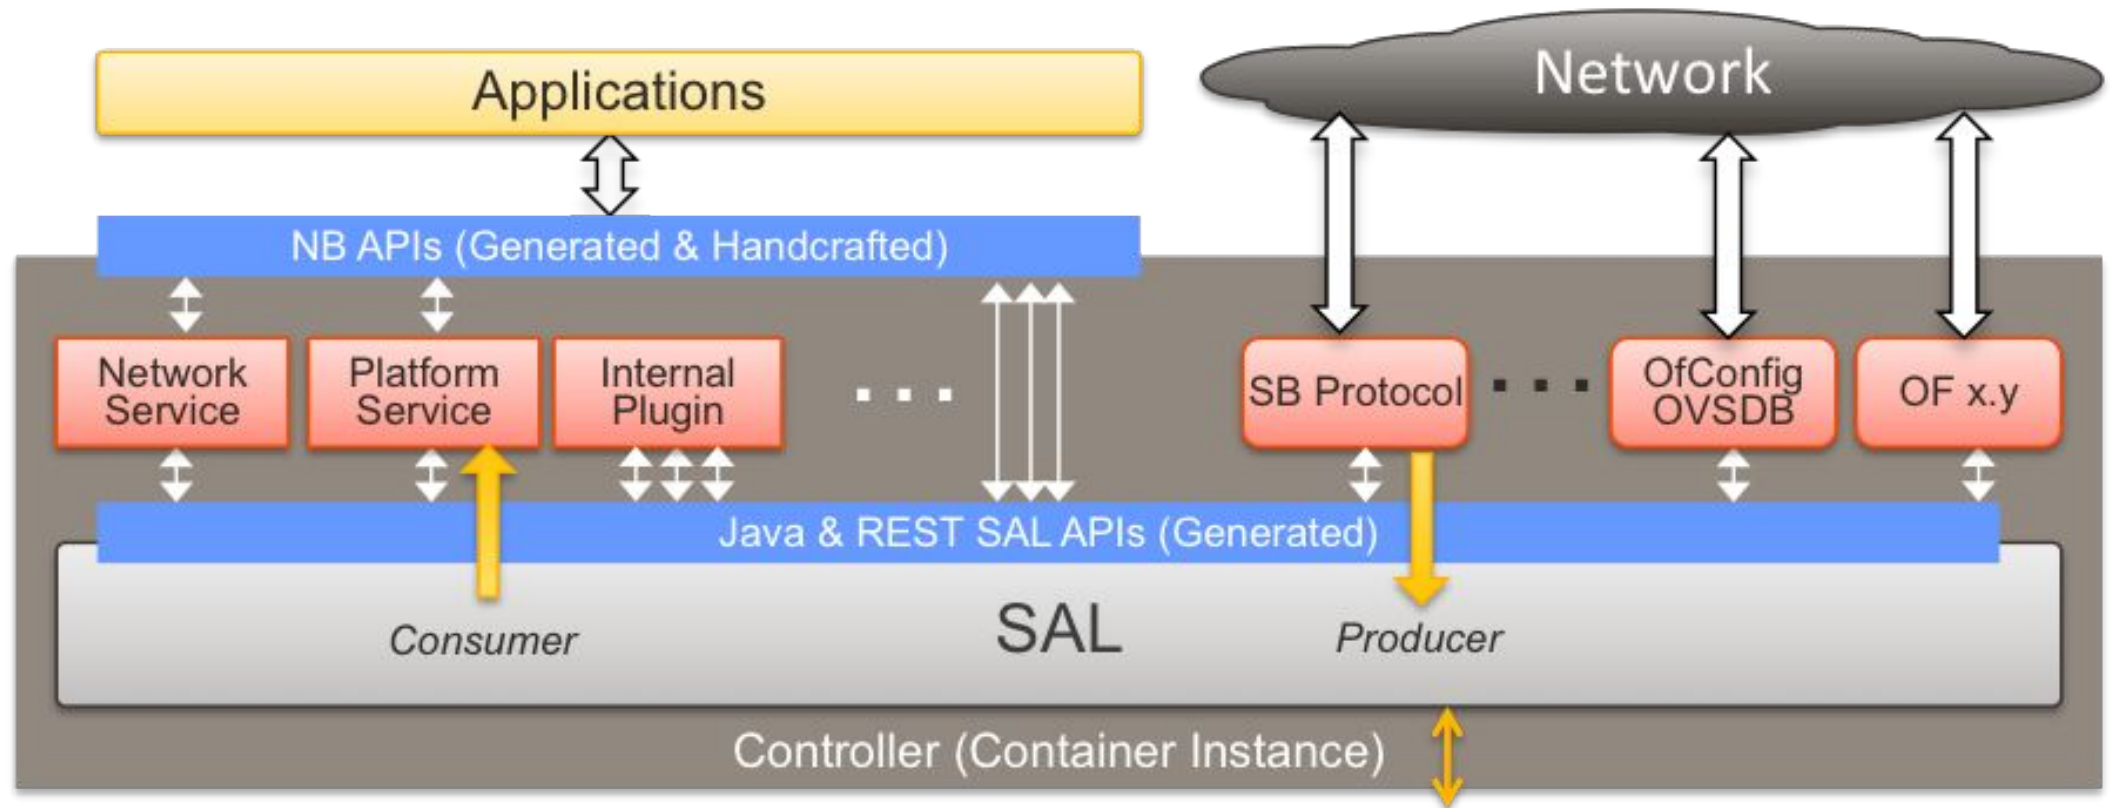 Applications
Network
NB APIs (Generated & Handcrafted)
Network
Service
Platform
Service
Internal
Plugin
. . .
SB Protocol
. . .
OfConfig
OVSDB
OF x.y
Java & REST SAL APIs (Generated)
Consumer
SAL
Producer
Controller (Container Instance)